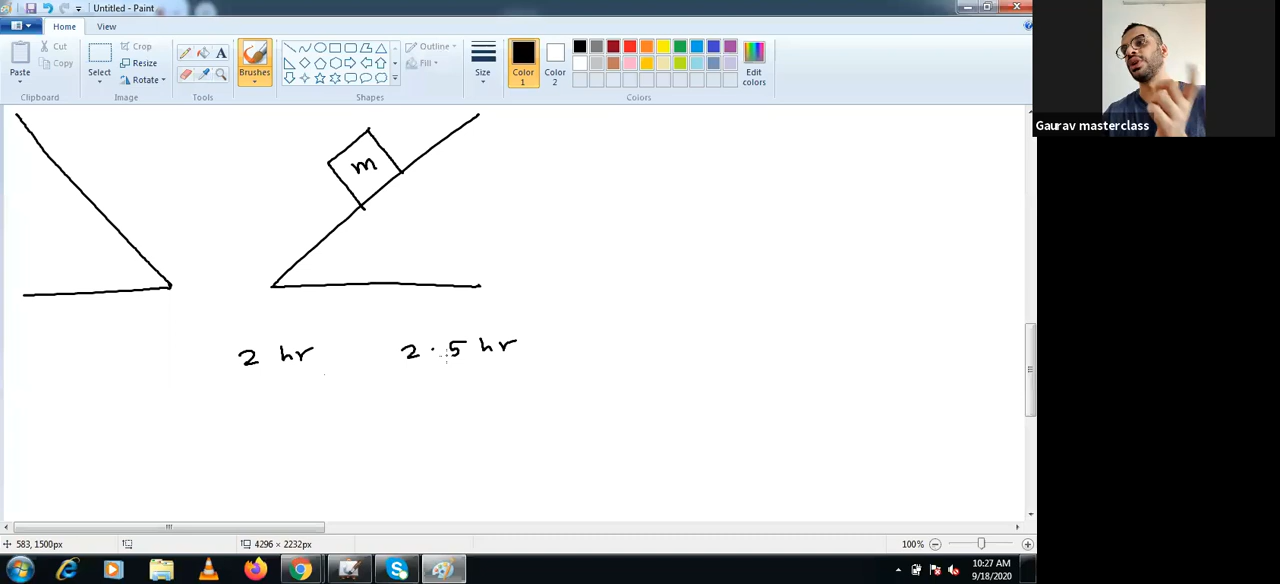 Untitled - Paint
Home View
Paste
Cut
Copy
Clipboard
Select
Crop
Resize
Rotate
Image
A
Tools
Brushes
Outline
Fill
Shapes
Size
Color 1
Color 2
Edit colors
Colors
Gaurav masterclass
m
2 hr 2.5 hr
583, 1500px
4296 × 2232px
100%
10:27 AM
9/18/2020